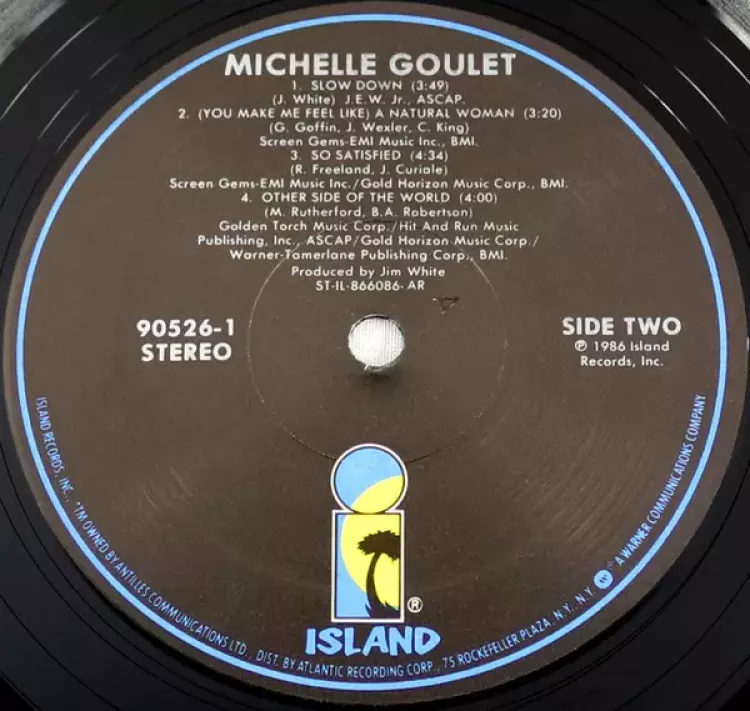 MICHELLE GOULET
1. SLOW DOWN (3:49)
(J. White) J.E.W. Jr., ASCAP.
2. (YOU MAKE ME FEEL LIKE) A NATURAL WOMAN (3:20)
(G. Goffin, J. Wexler, C. King)
Screen Gems-EMI Music Inc., BMI.
3. SO SATISFIED (4:34)
(R. Freeland, J. Curiale)
Screen Gems-EMI Music Inc./Gold Horizon Music Corp., BMI.
4. OTHER SIDE OF THE WORLD (4:00)
(M. Rutherford, B.A. Robertson)
Golden Torch Music Corp./Hit And Run Music
Publishing, Inc., ASCAP/Gold Horizon Music Corp./
Warner-Tamerlane Publishing Corp., BMI.
Produced by Jim White
ST-IL-866086-AR
90526-1
STEREO
SIDE TWO
℗ 1986 Island
Records, Inc.
®
ISLAND
ISLAND RECORDS, INC., *TM OWNED BY ANTILLES COMMUNICATIONS LTD., DIST. BY ATLANTIC RECORDING CORP., 75 ROCKEFELLER PLAZA, N.Y., N.Y. W ® A WARNER COMMUNICATIONS COMPANY